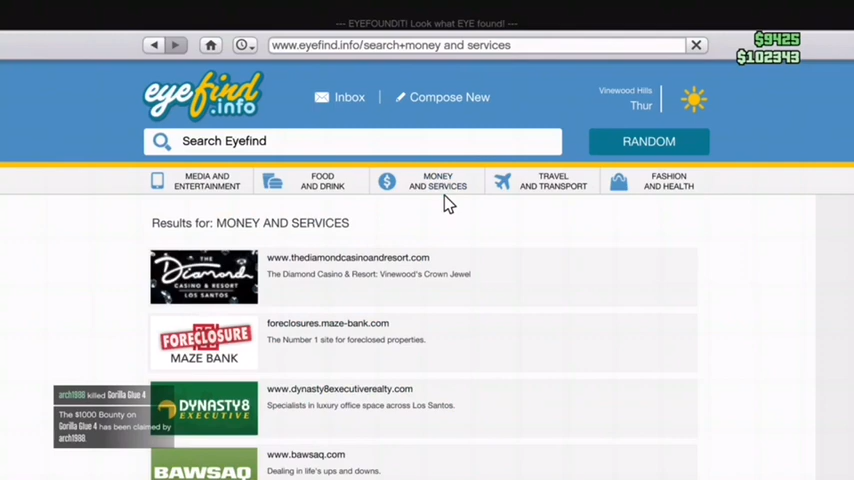 --- EYEFOUNDIT! Look what EYE found! ---
www.eyefind.info/search+money and services
$9425
$102343
eyefind
.info
Inbox
Compose New
Vinewood Hills
Thur
Search Eyefind
RANDOM
MEDIA AND
ENTERTAINMENT
FOOD
AND DRINK
MONEY
AND SERVICES
TRAVEL
AND TRANSPORT
FASHION
AND HEALTH
Results for: MONEY AND SERVICES
THE
Diamond
CASINO & RESORT
LOS SANTOS
www.thediamondcasinoandresort.com
The Diamond Casino & Resort: Vinewood's Crown Jewel
FORECLOSURE
MAZE BANK
foreclosures.maze-bank.com
The Number 1 site for foreclosed properties.
DYNASTY8
EXECUTIVE
www.dynasty8executiverealty.com
Specialists in luxury office space across Los Santos.
arch1988 killed Gorilla Glue 4
The $1000 Bounty on
Gorilla Glue 4 has been claimed by
arch1988.
BAWSAQ
www.bawsaq.com
Dealing in life's ups and downs.